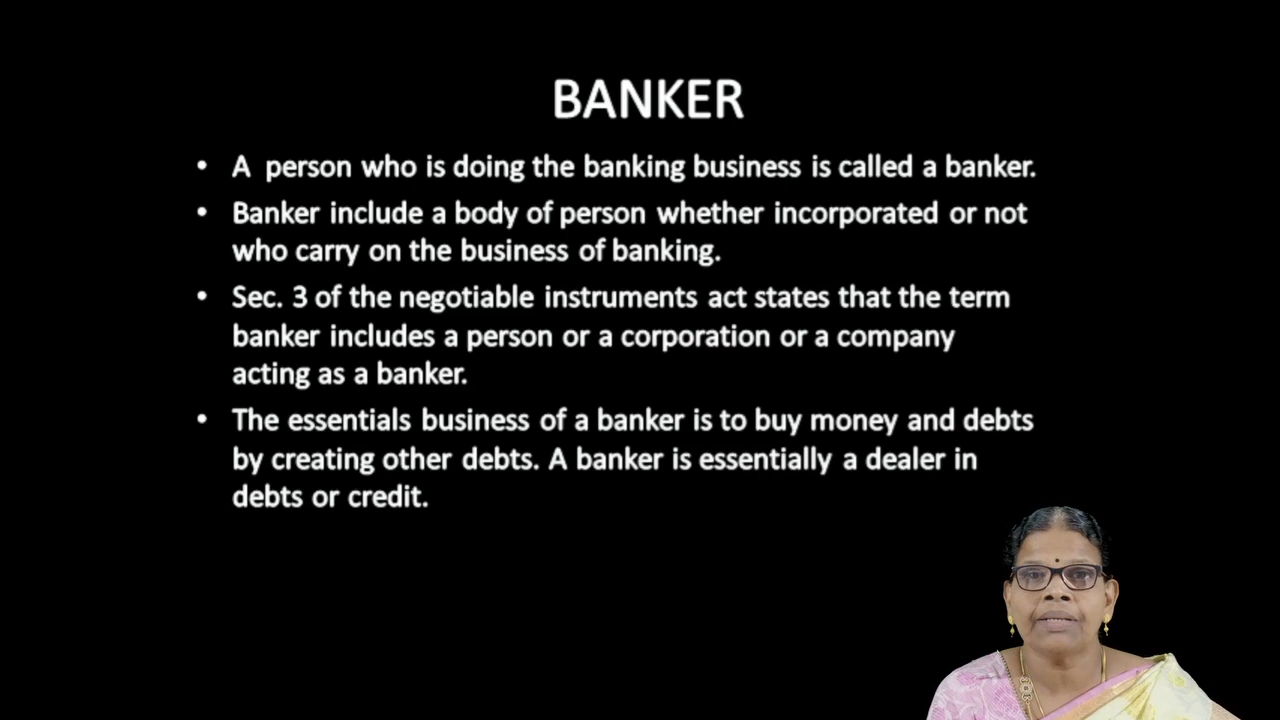 BANKER
• A person who is doing the banking business is called a banker.
• Banker include a body of person whether incorporated or not
who carry on the business of banking.
• Sec. 3 of the negotiable instruments act states that the term
banker includes a person or a corporation or a company
acting as a banker.
• The essentials business of a banker is to buy money and debts
by creating other debts. A banker is essentially a dealer in
debts or credit.